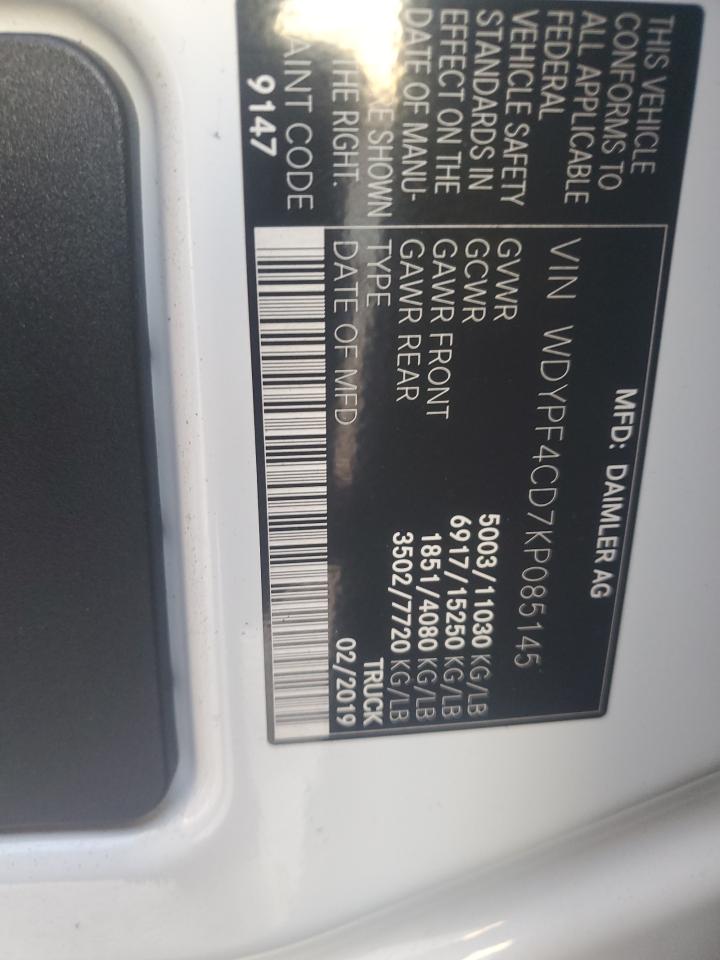 MFD: DAIMLER AG
THIS VEHICLE
CONFORMS TO
ALL APPLICABLE
FEDERAL
VEHICLE SAFETY
STANDARDS IN
EFFECT ON THE
DATE OF MANU-
SHOWN
THE RIGHT.
VIN WDYPF4CD7KP085145
GVWR 5003/11030 KG/LB
GCWR 6917/15250 KG/LB
GAWR FRONT 1851/4080 KG/LB
GAWR REAR 3502/7720 KG/LB
TYPE TRUCK
DATE OF MFD 02/2019
CODE
9147